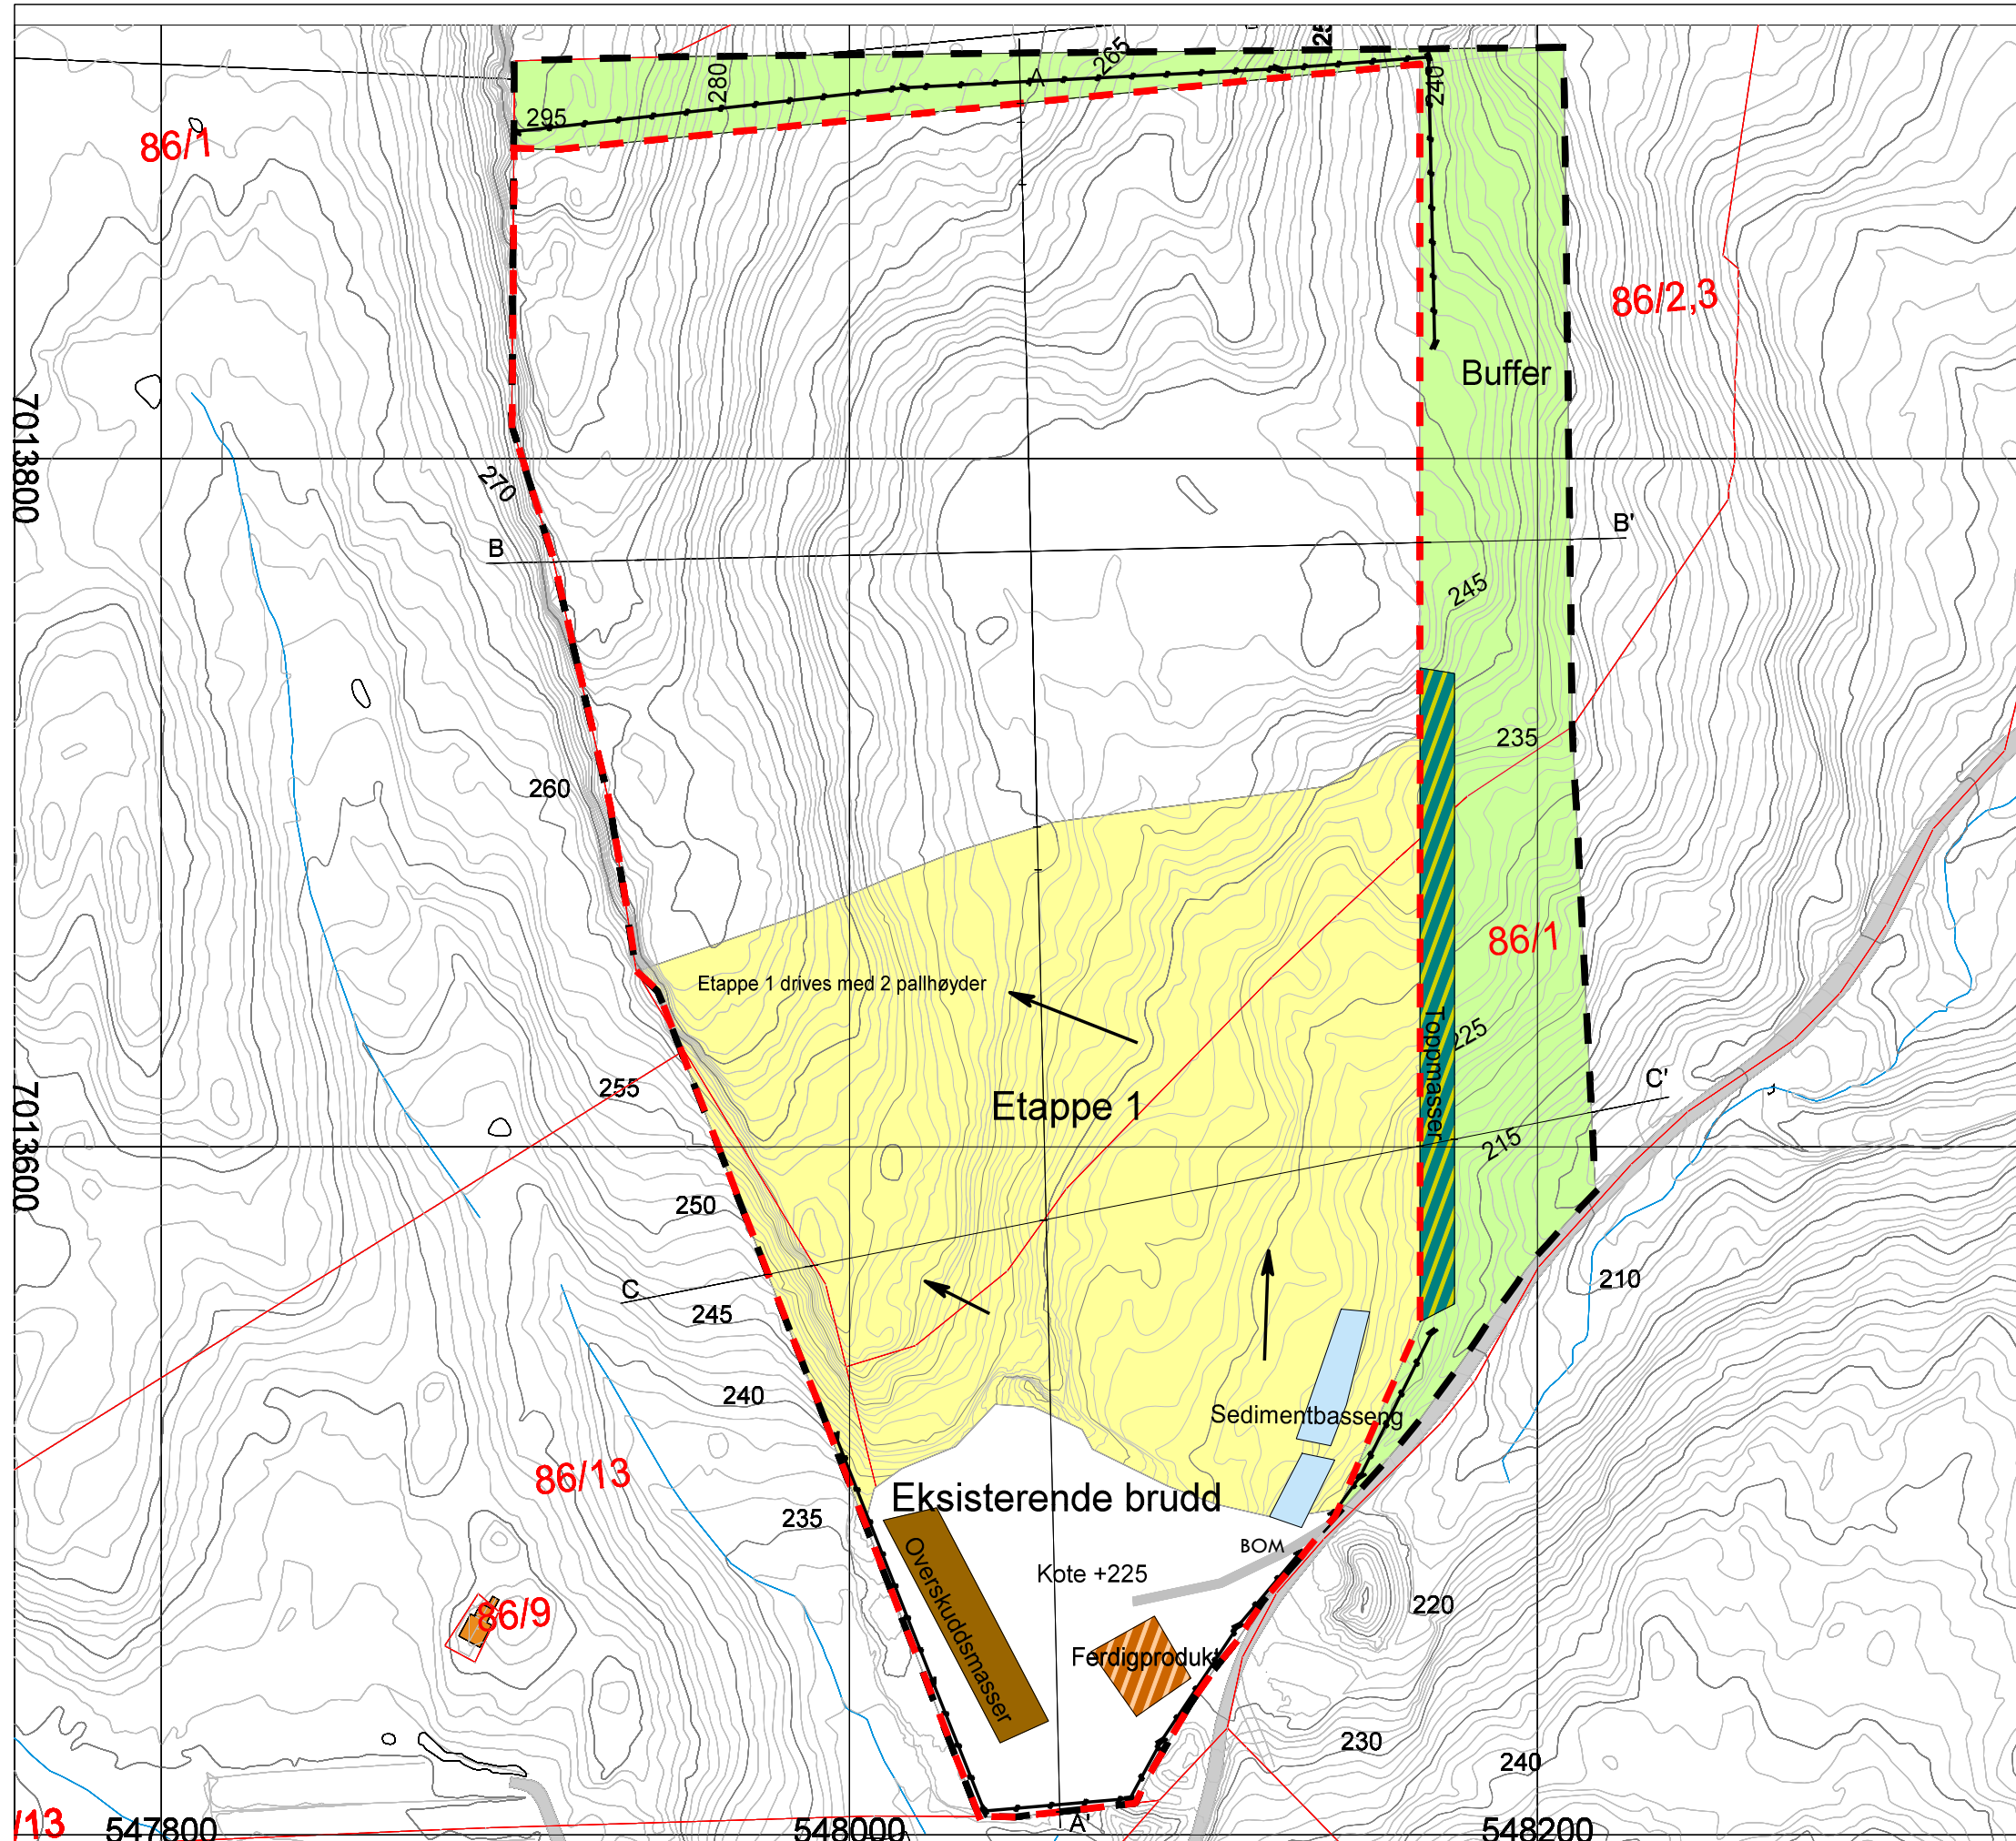 25
265
A
280
240
295
86/1
86/2,3
Buffer
7013800
270
B'
B
245
235
260
86/1
Etappe 1 drives med 2 pallhøyder
Toppmasser
225
C'
255
Etappe 1
7013600
215
250
210
C
245
240
Sedimentbasseng
86/13
Eksisterende brudd
235
BOM
Overskuddsmasser
Kote +225
220
86/9
Ferdigprodukt
230
240
A'
/13
547800
548000
548200